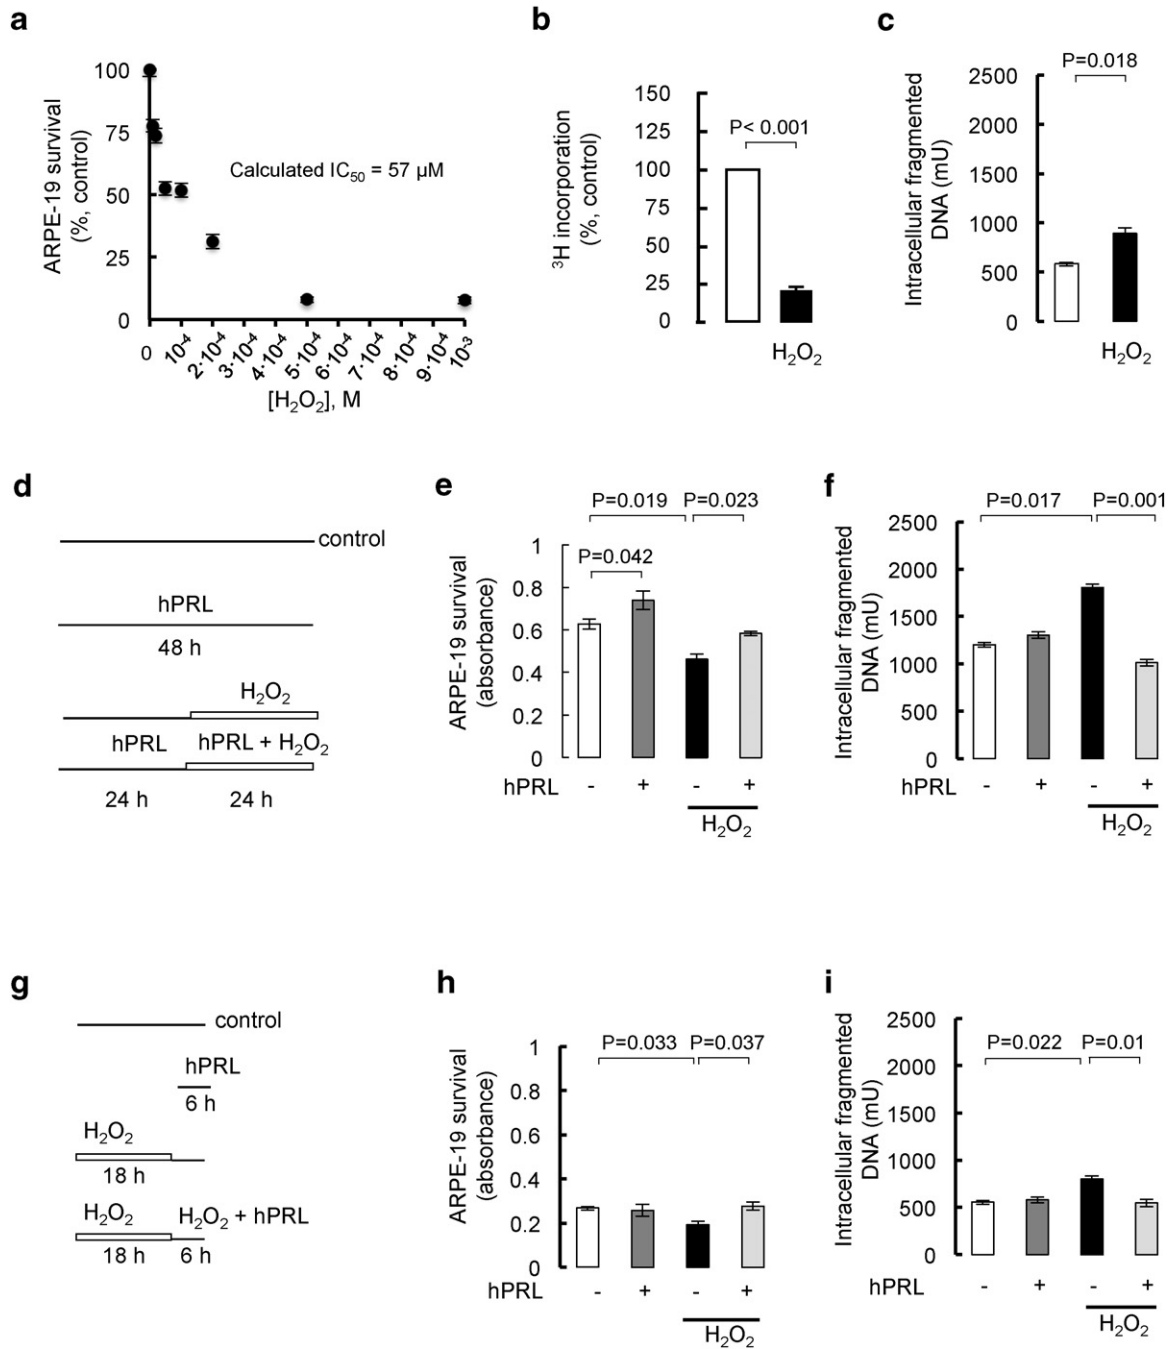 a
ARPE-19 survival
(%, control)
100
75
50
25
0
Calculated IC₅₀ = 57 µM
0
10⁻⁴
2·10⁻⁴
3·10⁻⁴
4·10⁻⁴
5·10⁻⁴
6·10⁻⁴
7·10⁻⁴
8·10⁻⁴
9·10⁻⁴
10⁻³
[H₂O₂], M
b
³H incorporation
(%, control)
150
125
100
75
50
25
0
P< 0.001
H₂O₂
c
Intracellular fragmented
DNA (mU)
2500
2000
1500
1000
500
0
P=0.018
H₂O₂
d
control
hPRL
48 h
H₂O₂
hPRL
hPRL + H₂O₂
24 h
24 h
e
ARPE-19 survival
(absorbance)
1
0.8
0.6
0.4
0.2
0
P=0.019
P=0.023
P=0.042
hPRL - + - +
H₂O₂
f
Intracellular fragmented
DNA (mU)
2500
2000
1500
1000
500
0
P=0.017
P=0.001
hPRL - + - +
H₂O₂
g
control
hPRL
6 h
H₂O₂
18 h
H₂O₂
H₂O₂ + hPRL
18 h
6 h
h
ARPE-19 survival
(absorbance)
1
0.8
0.6
0.4
0.2
0
P=0.033
P=0.037
hPRL - + - +
H₂O₂
i
Intracellular fragmented
DNA (mU)
2500
2000
1500
1000
500
0
P=0.022
P=0.01
hPRL - + - +
H₂O₂